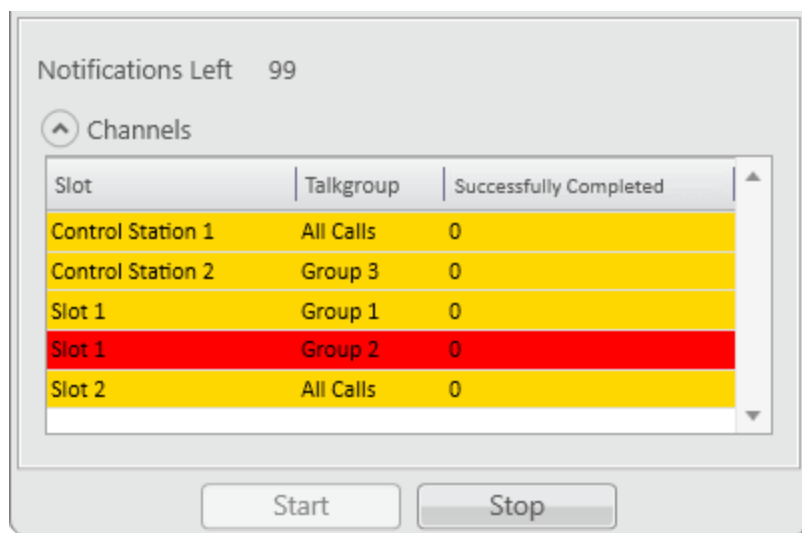 Notifications Left 99
Channels
Slot Talkgroup Successfully Completed
Control Station 1 All Calls 0
Control Station 2 Group 3 0
Slot 1 Group 1 0
Slot 1 Group 2 0
Slot 2 All Calls 0
Start Stop